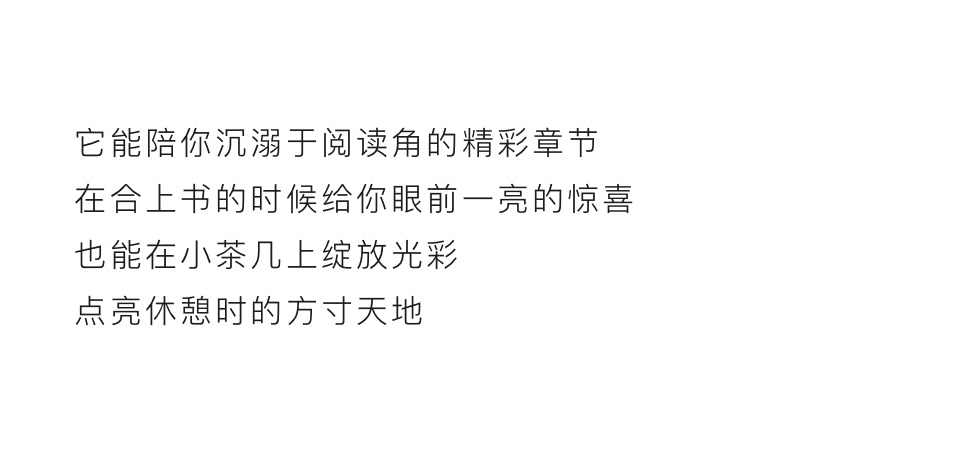 它能陪你沉溺于阅读角的精彩章节
在合上书的时候给你眼前一亮的惊喜
也能在小茶几上绽放光彩
点亮休憩时的方寸天地